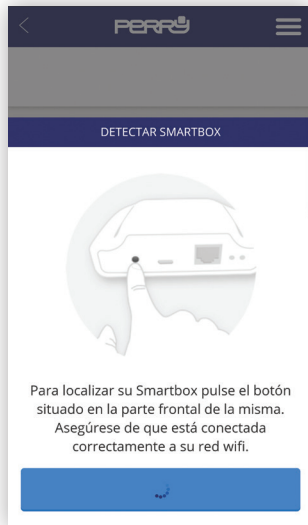 PERRY
DETECTAR SMARTBOX
Para localizar su Smartbox pulse el botón
situado en la parte frontal de la misma.
Asegúrese de que está conectada
correctamente a su red wifi.